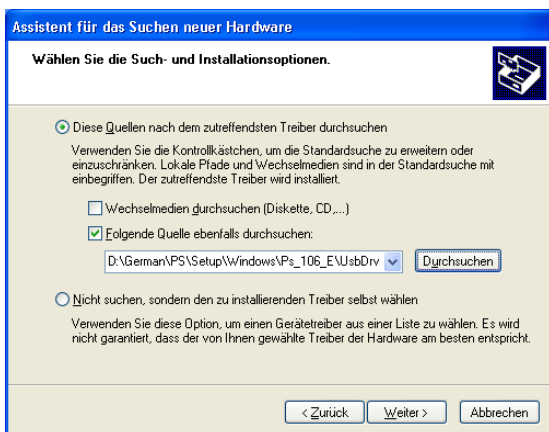 Assistent für das Suchen neuer Hardware
Wählen Sie die Such- und Installationsoptionen.
Diese Quellen nach dem zutreffendsten Treiber durchsuchen
Verwenden Sie die Kontrollkästchen, um die Standardsuche zu erweitern oder
einzuschränken. Lokale Pfade und Wechselmedien sind in der Standardsuche mit
einbegriffen. Der zutreffendste Treiber wird installiert.
Wechselmedien durchsuchen (Diskette, CD,...)
Folgende Quelle ebenfalls durchsuchen:
D:\German\PS\Setup\Windows\Ps_106_E\UsbDrv Durchsuchen
Nicht suchen, sondern den zu installierenden Treiber selbst wählen
Verwenden Sie diese Option, um einen Gerätetreiber aus einer Liste zu wählen. Es wird
nicht garantiert, dass der von Ihnen gewählte Treiber der Hardware am besten entspricht.
< Zurück Weiter > Abbrechen